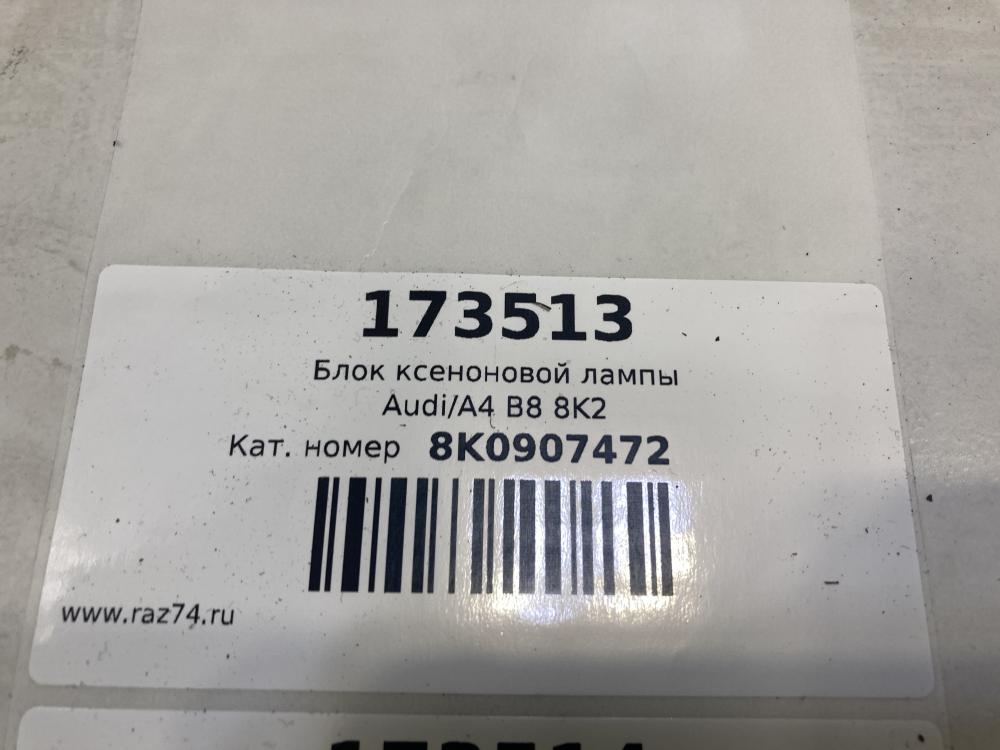 173513
Блок ксеноновой лампы
Audi/A4 B8 8K2
Кат. номер 8K0907472
www.raz74.ru